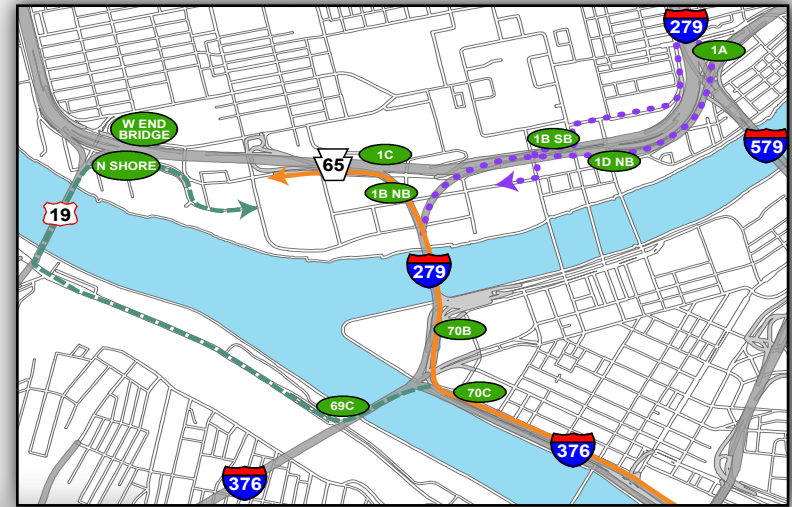 279
1A
W END
BRIDGE
1B SB
579
1C
65
1D NB
N SHORE
1B NB
19
279
70B
70C
69C
376
376